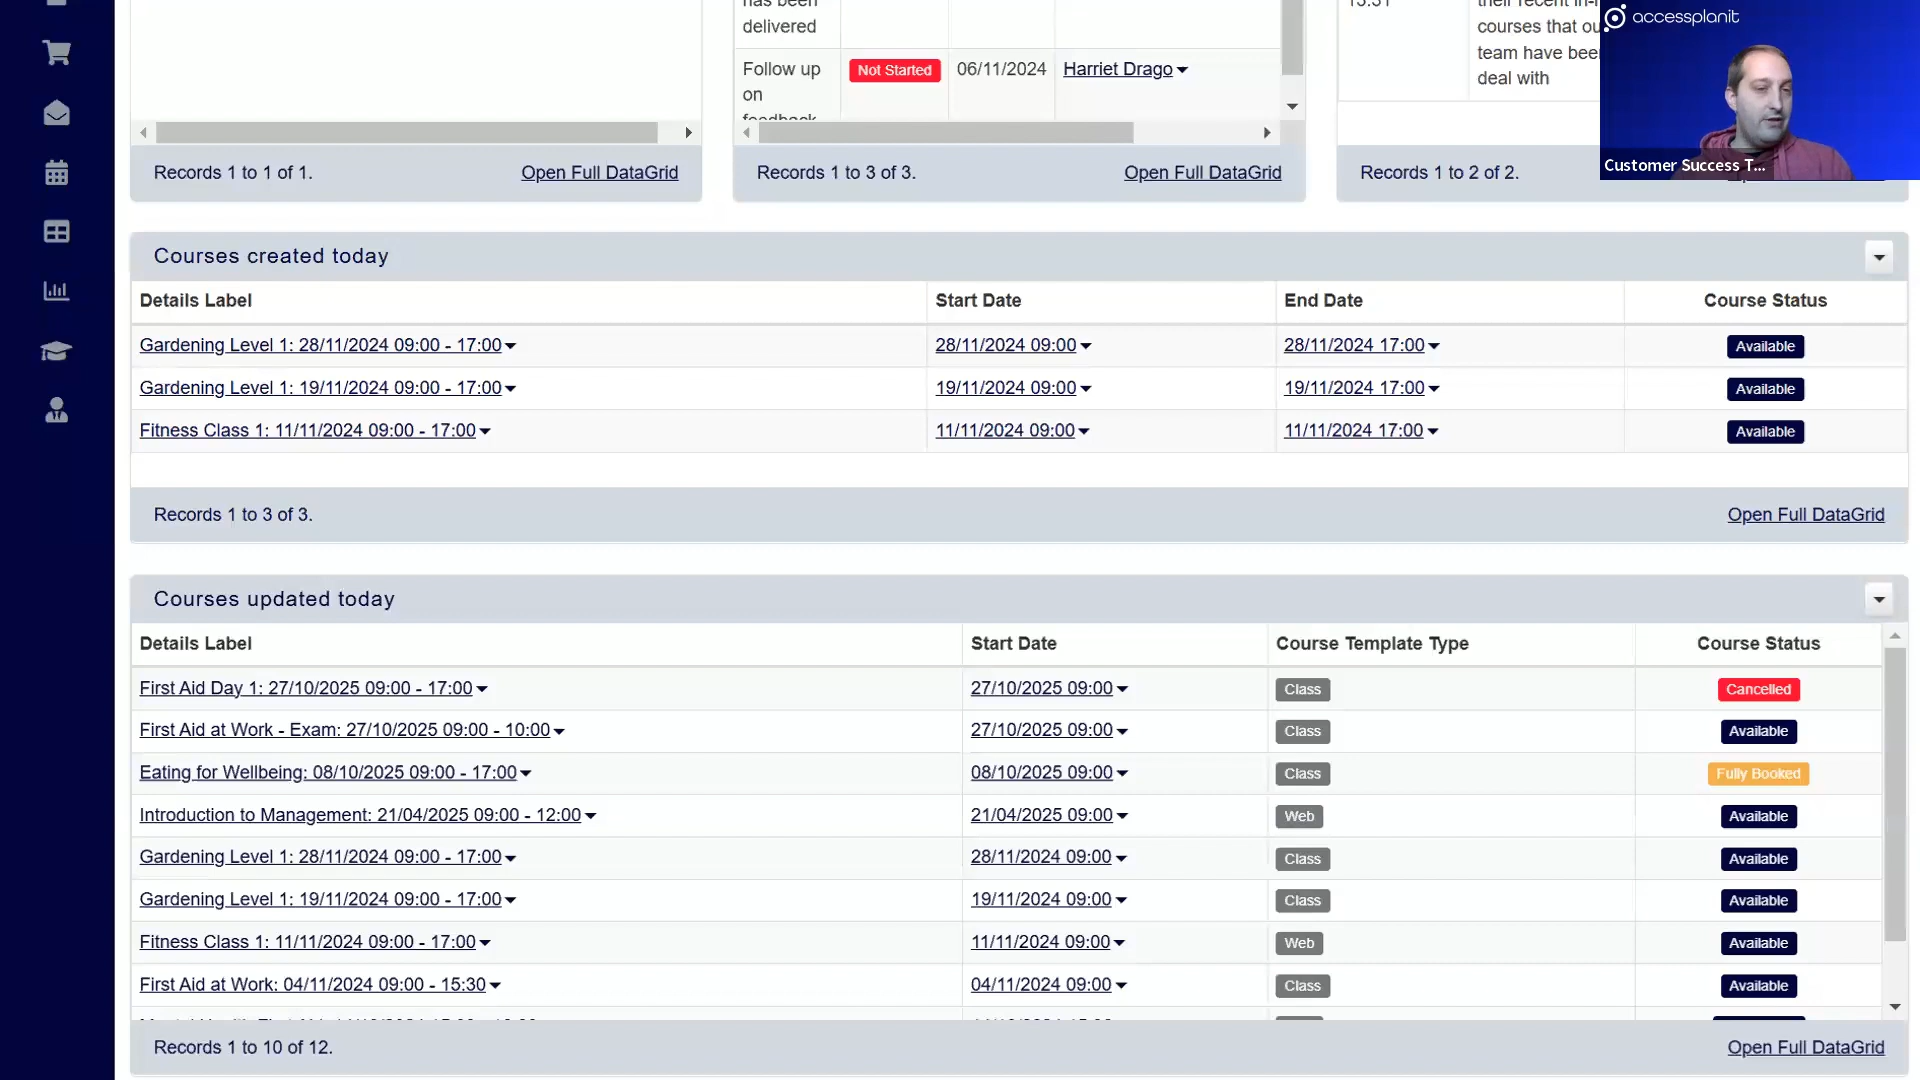 has been
delivered
Follow up
on
feedback
Not Started
06/11/2024
Harriet Drago
15:31
courses that ou
team have bee
deal with
accessplanit
Customer Success T...
Records 1 to 1 of 1.
Open Full DataGrid
Records 1 to 3 of 3.
Open Full DataGrid
Records 1 to 2 of 2.
Courses created today
Details Label Start Date End Date Course Status
Gardening Level 1: 28/11/2024 09:00 - 17:00 28/11/2024 09:00 28/11/2024 17:00 Available
Gardening Level 1: 19/11/2024 09:00 - 17:00 19/11/2024 09:00 19/11/2024 17:00 Available
Fitness Class 1: 11/11/2024 09:00 - 17:00 11/11/2024 09:00 11/11/2024 17:00 Available
Records 1 to 3 of 3. Open Full DataGrid
Courses updated today
Details Label Start Date Course Template Type Course Status
First Aid Day 1: 27/10/2025 09:00 - 17:00 27/10/2025 09:00 Class Cancelled
First Aid at Work - Exam: 27/10/2025 09:00 - 10:00 27/10/2025 09:00 Class Available
Eating for Wellbeing: 08/10/2025 09:00 - 17:00 08/10/2025 09:00 Class Fully Booked
Introduction to Management: 21/04/2025 09:00 - 12:00 21/04/2025 09:00 Web Available
Gardening Level 1: 28/11/2024 09:00 - 17:00 28/11/2024 09:00 Class Available
Gardening Level 1: 19/11/2024 09:00 - 17:00 19/11/2024 09:00 Class Available
Fitness Class 1: 11/11/2024 09:00 - 17:00 11/11/2024 09:00 Web Available
First Aid at Work: 04/11/2024 09:00 - 15:30 04/11/2024 09:00 Class Available
Records 1 to 10 of 12. Open Full DataGrid